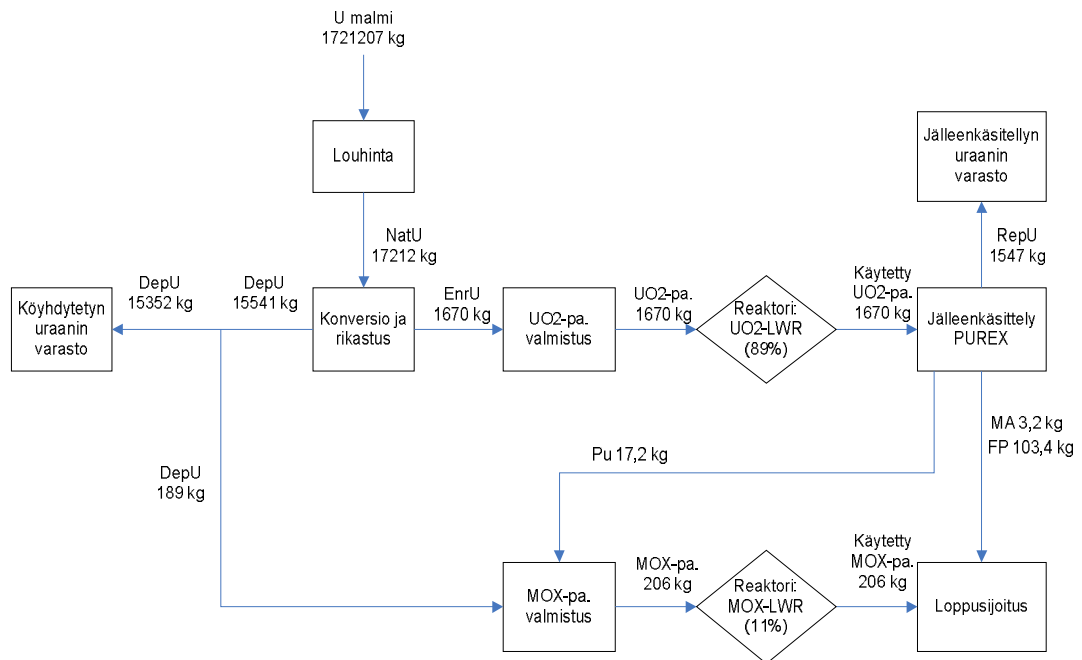 U malmi
1721207 kg
Louhinta
Jälleenkäsitellyn
uraanin
varasto
NatU
17212 kg
RepU
1547 kg
Köyhdytetyn
uraanin
varasto
DepU
15352 kg
DepU
15541 kg
Konversio ja
rikastus
EnrU
1670 kg
UO2-pa.
valmistus
UO2-pa.
1670 kg
Reaktori:
UO2-LWR
(89%)
Käytetty
UO2-pa.
1670 kg
Jälleenkäsittely
PUREX
MA 3,2 kg
FP 103,4 kg
Pu 17,2 kg
DepU
189 kg
MOX-pa.
valmistus
MOX-pa.
206 kg
Reaktori:
MOX-LWR
(11%)
Käytetty
MOX-pa.
206 kg
Loppusijoitus